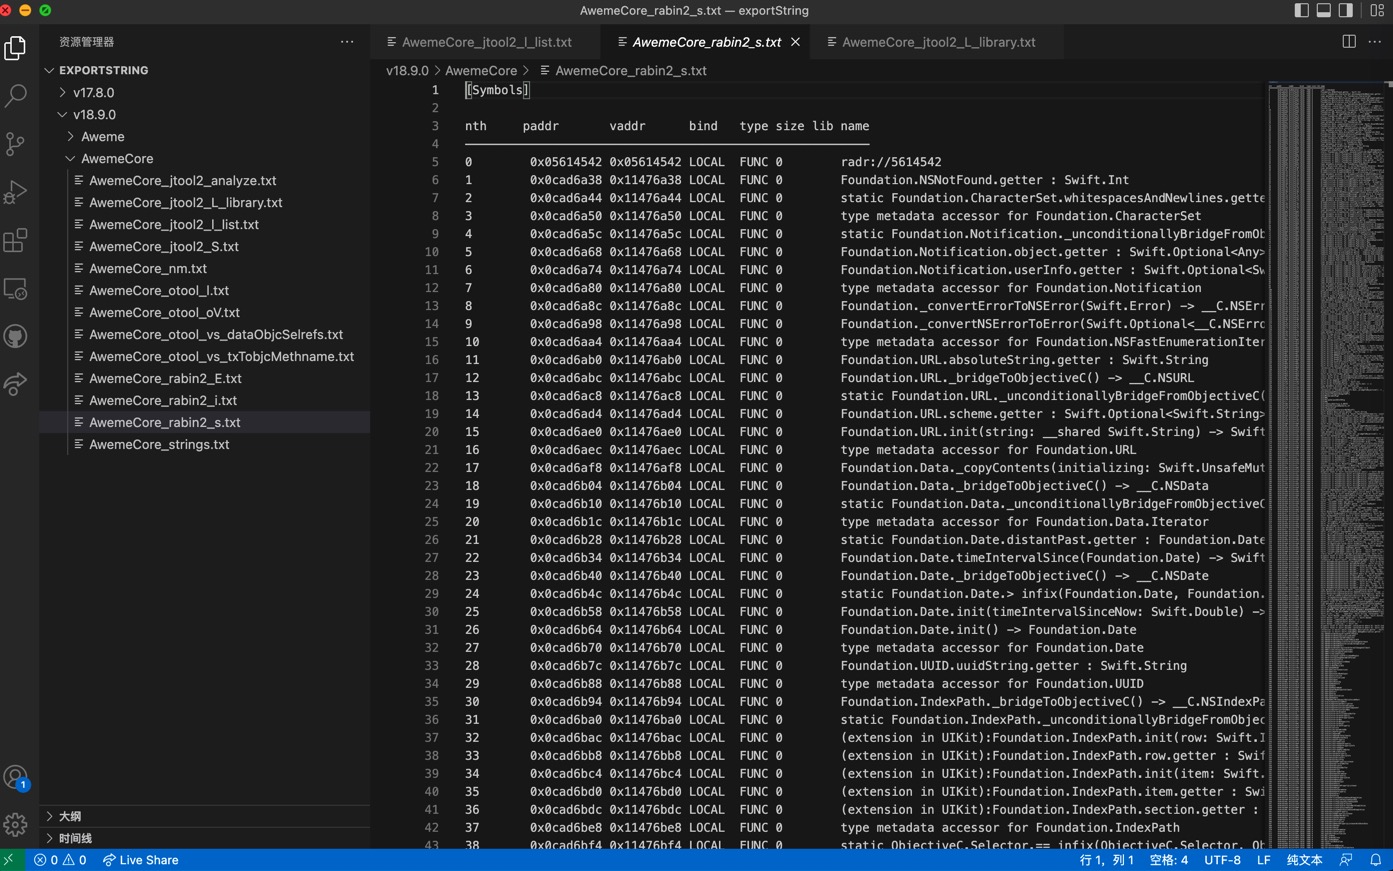 AwemeCore_rabin2_s.txt — exportString
资源管理器
AwemeCore_jtool2_l_list.txt
AwemeCore_rabin2_s.txt
AwemeCore_jtool2_L_library.txt
EXPORTSTRING
v17.8.0
v18.9.0
Aweme
AwemeCore
AwemeCore_jtool2_analyze.txt
AwemeCore_jtool2_L_library.txt
AwemeCore_jtool2_l_list.txt
AwemeCore_jtool2_S.txt
AwemeCore_nm.txt
AwemeCore_otool_l.txt
AwemeCore_otool_oV.txt
AwemeCore_otool_vs_dataObjcSelrefs.txt
AwemeCore_otool_vs_txTobjcMethname.txt
AwemeCore_rabin2_E.txt
AwemeCore_rabin2_i.txt
AwemeCore_rabin2_s.txt
AwemeCore_strings.txt
大纲
时间线
v18.9.0 > AwemeCore > AwemeCore_rabin2_s.txt
1 [Symbols]
2
3 nth paddr vaddr bind type size lib name
4
5 0 0x05614542 0x05614542 LOCAL FUNC 0 radr://5614542
6 1 0x0cad6a38 0x11476a38 LOCAL FUNC 0 Foundation.NSNotFound.getter : Swift.Int
7 2 0x0cad6a44 0x11476a44 LOCAL FUNC 0 static Foundation.CharacterSet.whitespacesAndNewlines.gette
8 3 0x0cad6a50 0x11476a50 LOCAL FUNC 0 type metadata accessor for Foundation.CharacterSet
9 4 0x0cad6a5c 0x11476a5c LOCAL FUNC 0 static Foundation.Notification._unconditionallyBridgeFromOb
10 5 0x0cad6a68 0x11476a68 LOCAL FUNC 0 Foundation.Notification.object.getter : Swift.Optional<Any>
11 6 0x0cad6a74 0x11476a74 LOCAL FUNC 0 Foundation.Notification.userInfo.getter : Swift.Optional<Sw
12 7 0x0cad6a80 0x11476a80 LOCAL FUNC 0 type metadata accessor for Foundation.Notification
13 8 0x0cad6a8c 0x11476a8c LOCAL FUNC 0 Foundation._convertErrorToNSError(Swift.Error) -> __C.NSErr
14 9 0x0cad6a98 0x11476a98 LOCAL FUNC 0 Foundation._convertNSErrorToError(Swift.Optional<__C.NSErro
15 10 0x0cad6aa4 0x11476aa4 LOCAL FUNC 0 type metadata accessor for Foundation.NSFastEnumerationIter
16 11 0x0cad6ab0 0x11476ab0 LOCAL FUNC 0 Foundation.URL.absoluteString.getter : Swift.String
17 12 0x0cad6abc 0x11476abc LOCAL FUNC 0 Foundation.URL._bridgeToObjectiveC() -> __C.NSURL
18 13 0x0cad6ac8 0x11476ac8 LOCAL FUNC 0 static Foundation.URL._unconditionallyBridgeFromObjectiveC(
19 14 0x0cad6ad4 0x11476ad4 LOCAL FUNC 0 Foundation.URL.scheme.getter : Swift.Optional<Swift.String>
20 15 0x0cad6ae0 0x11476ae0 LOCAL FUNC 0 Foundation.URL.init(string: __shared Swift.String) -> Swift
21 16 0x0cad6aec 0x11476aec LOCAL FUNC 0 type metadata accessor for Foundation.URL
22 17 0x0cad6af8 0x11476af8 LOCAL FUNC 0 Foundation.Data._copyContents(initializing: Swift.UnsafeMut
23 18 0x0cad6b04 0x11476b04 LOCAL FUNC 0 Foundation.Data._bridgeToObjectiveC() -> __C.NSData
24 19 0x0cad6b10 0x11476b10 LOCAL FUNC 0 static Foundation.Data._unconditionallyBridgeFromObjectiveC
25 20 0x0cad6b1c 0x11476b1c LOCAL FUNC 0 type metadata accessor for Foundation.Data.Iterator
26 21 0x0cad6b28 0x11476b28 LOCAL FUNC 0 static Foundation.Date.distantPast.getter : Foundation.Date
27 22 0x0cad6b34 0x11476b34 LOCAL FUNC 0 Foundation.Date.timeIntervalSince(Foundation.Date) -> Swift
28 23 0x0cad6b40 0x11476b40 LOCAL FUNC 0 Foundation.Date._bridgeToObjectiveC() -> __C.NSDate
29 24 0x0cad6b4c 0x11476b4c LOCAL FUNC 0 static Foundation.Date.> infix(Foundation.Date, Foundation.
30 25 0x0cad6b58 0x11476b58 LOCAL FUNC 0 Foundation.Date.init(timeIntervalSinceNow: Swift.Double) ->
31 26 0x0cad6b64 0x11476b64 LOCAL FUNC 0 Foundation.Date.init() -> Foundation.Date
32 27 0x0cad6b70 0x11476b70 LOCAL FUNC 0 type metadata accessor for Foundation.Date
33 28 0x0cad6b7c 0x11476b7c LOCAL FUNC 0 Foundation.UUID.uuidString.getter : Swift.String
34 29 0x0cad6b88 0x11476b88 LOCAL FUNC 0 type metadata accessor for Foundation.UUID
35 30 0x0cad6b94 0x11476b94 LOCAL FUNC 0 Foundation.IndexPath._bridgeToObjectiveC() -> __C.NSIndexPa
36 31 0x0cad6ba0 0x11476ba0 LOCAL FUNC 0 static Foundation.IndexPath._unconditionallyBridgeFromObjec
37 32 0x0cad6bac 0x11476bac LOCAL FUNC 0 (extension in UIKit):Foundation.IndexPath.init(row: Swift.I
38 33 0x0cad6bb8 0x11476bb8 LOCAL FUNC 0 (extension in UIKit):Foundation.IndexPath.row.getter : Swif
39 34 0x0cad6bc4 0x11476bc4 LOCAL FUNC 0 (extension in UIKit):Foundation.IndexPath.init(item: Swift.
40 35 0x0cad6bd0 0x11476bd0 LOCAL FUNC 0 (extension in UIKit):Foundation.IndexPath.item.getter : Swi
41 36 0x0cad6bdc 0x11476bdc LOCAL FUNC 0 (extension in UIKit):Foundation.IndexPath.section.getter :
42 37 0x0cad6be8 0x11476be8 LOCAL FUNC 0 type metadata accessor for Foundation.IndexPath
43 38 0x0cad6bf4 0x11476bf4 LOCAL FUNC 0 static ObjectiveC.Selector.== infix(ObjectiveC.Selector, Ob
1
0 0 Live Share
行 1，列 1 空格: 4 UTF-8 LF 纯文本